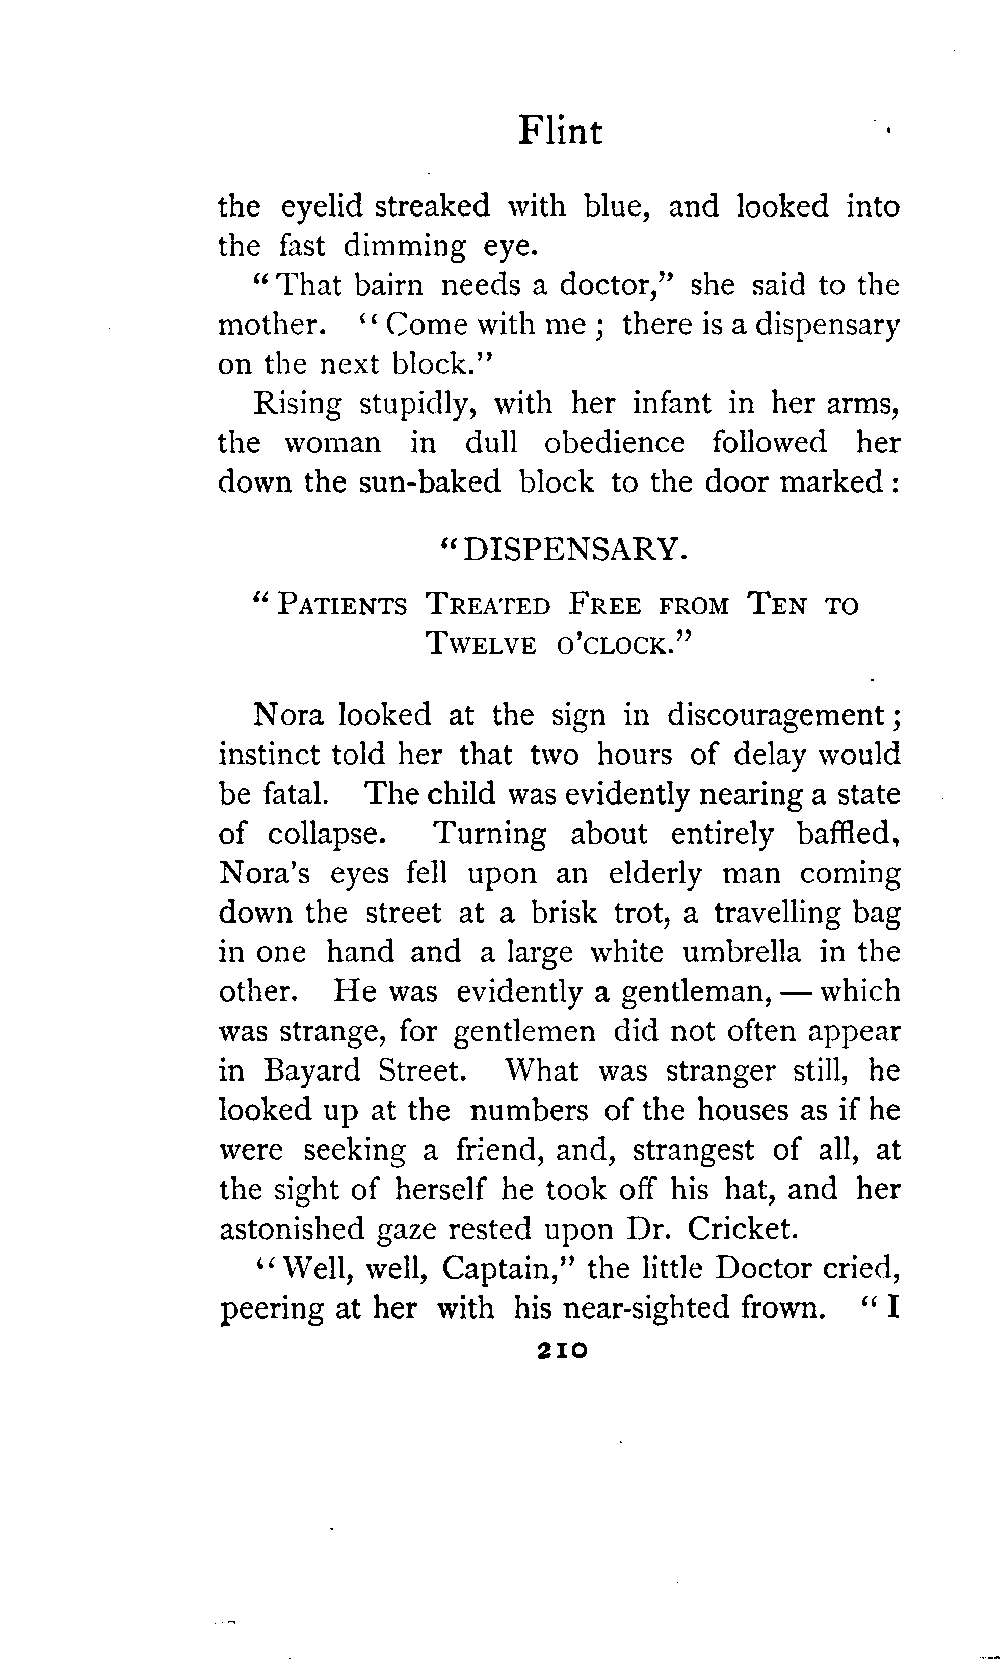 Flint
the eyelid streaked with blue, and looked into
the fast dimming eye.
"That bairn needs a doctor," she said to the
mother. "Come with me; there is a dispensary
on the next block."
Rising stupidly, with her infant in her arms,
the woman in dull obedience followed her
down the sun-baked block to the door marked:
"DISPENSARY.
"PATIENTS TREATED FREE FROM TEN TO
TWELVE O'CLOCK."
Nora looked at the sign in discouragement;
instinct told her that two hours of delay would
be fatal. The child was evidently nearing a state
of collapse. Turning about entirely baffled,
Nora's eyes fell upon an elderly man coming
down the street at a brisk trot, a travelling bag
in one hand and a large white umbrella in the
other. He was evidently a gentleman, — which
was strange, for gentlemen did not often appear
in Bayard Street. What was stranger still, he
looked up at the numbers of the houses as if he
were seeking a friend, and, strangest of all, at
the sight of herself he took off his hat, and her
astonished gaze rested upon Dr. Cricket.
"Well, well, Captain," the little Doctor cried,
peering at her with his near-sighted frown. "I
210